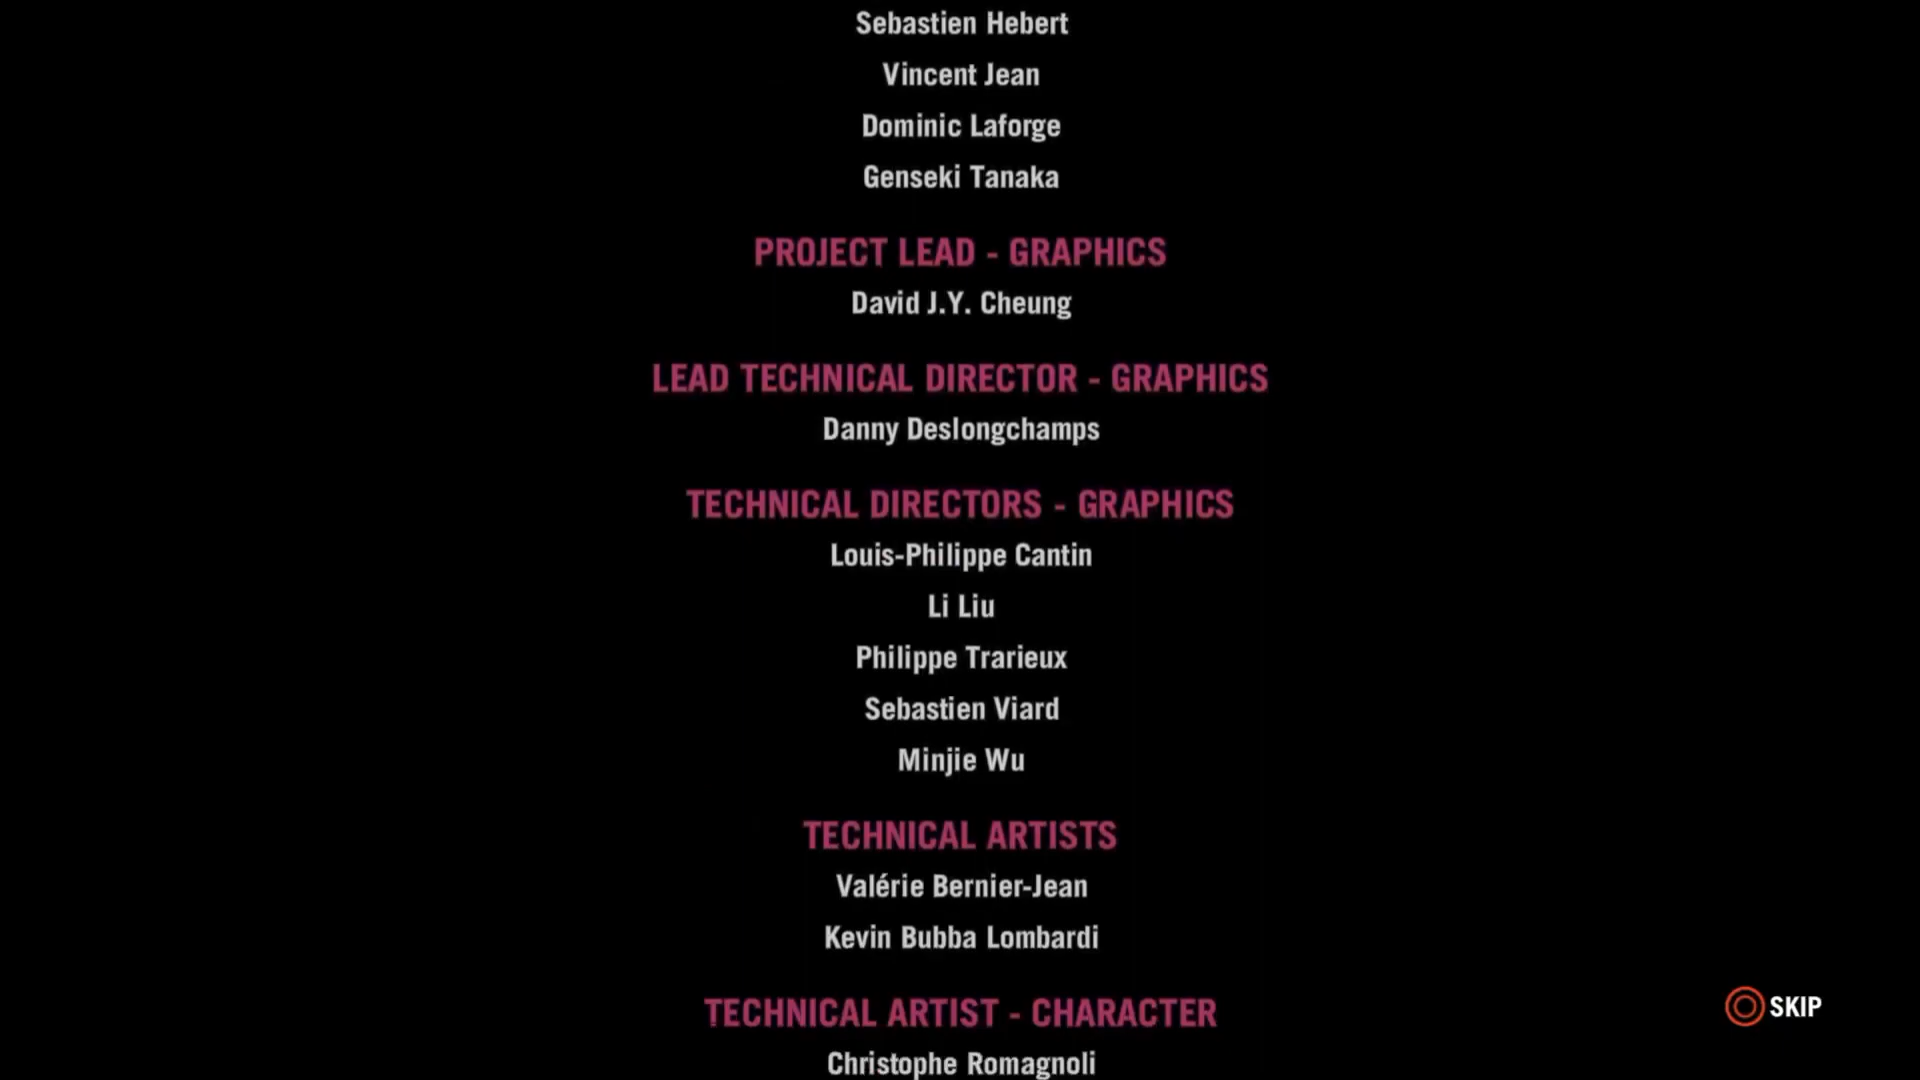 Sebastien Hebert
Vincent Jean
Dominic Laforge
Genseki Tanaka
PROJECT LEAD - GRAPHICS
David J.Y. Cheung
LEAD TECHNICAL DIRECTOR - GRAPHICS
Danny Deslongchamps
TECHNICAL DIRECTORS - GRAPHICS
Louis-Philippe Cantin
Li Liu
Philippe Trarieux
Sebastien Viard
Minjie Wu
TECHNICAL ARTISTS
Valérie Bernier-Jean
Kevin Bubba Lombardi
TECHNICAL ARTIST - CHARACTER
SKIP
Christophe Romagnoli